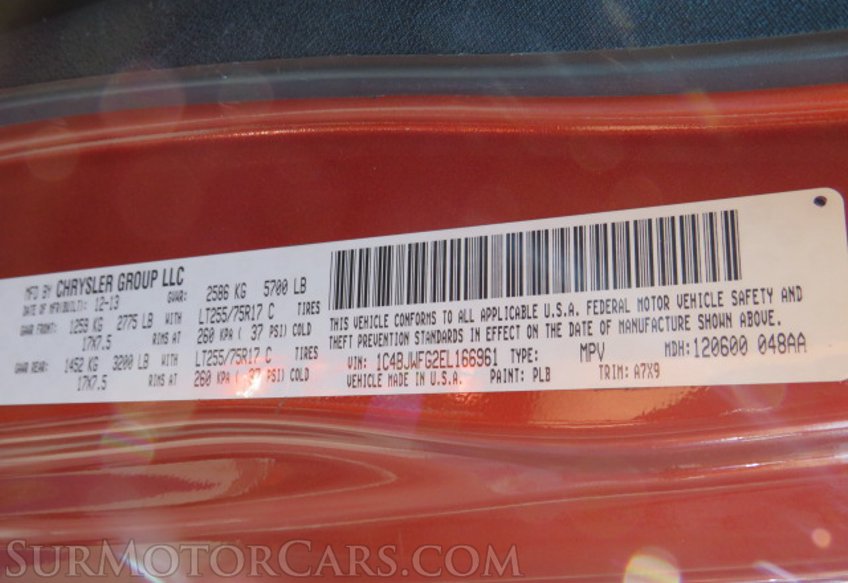 MFD BY CHRYSLER GROUP LLC
DATE OF MFR(BUILT): 12-13 GVWR: 2586 KG 5700 LB
GAWR FRONT: 1259 KG 2775 LB WITH LT255/75R17 C TIRES
17X7.5 RIMS AT 260 KPA ( 37 PSI) COLD
GAWR REAR: 1452 KG 3200 LB WITH LT255/75R17 C TIRES
17X7.5 RIMS AT 260 KPA ( 37 PSI) COLD
THIS VEHICLE CONFORMS TO ALL APPLICABLE U.S.A. FEDERAL MOTOR VEHICLE SAFETY AND
THEFT PREVENTION STANDARDS IN EFFECT ON THE DATE OF MANUFACTURE SHOWN ABOVE.
VIN: 1C4BJWFG2EL166961 TYPE: MPV MDH: 120600 048AA
VEHICLE MADE IN U.S.A. PAINT: PLB TRIM: A7X9
SURMOTORCARS.COM